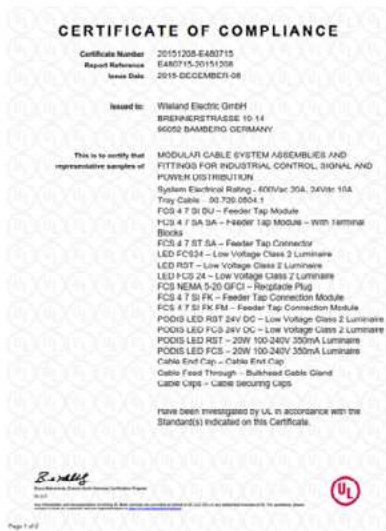 CERTIFICATE OF COMPLIANCE
Certificate Number 20151208-E480715
Report Reference E480715-20151208
Issue Date 2015-DECEMBER-08
Issued to: Wieland Electric GmbH
BRENNERSTRASSE 10-14
96052 BAMBERG GERMANY
This is to certify that MODULAR CABLE SYSTEM ASSEMBLIES AND
representative samples of FITTINGS FOR INDUSTRIAL CONTROL, SIGNAL AND
POWER DISTRIBUTION
System Electrical Rating – 600Vac 20A, 24Vdc 10A
Tray Cable – 00.720.0804.1
FCS 4 7 SI BU – Feeder Tap Module
FCS 4 7 SA SA – Feeder Tap Module – With Terminal
Blocks
FCS 4 7 ST SA – Feeder Tap Connector
LED FCS24 – Low Voltage Class 2 Luminaire
LED RST – Low Voltage Class 2 Luminaire
LED FCS 24 – Low Voltage Class 2 Luminaire
FCS NEMA 5-20 GFCI – Recptacle Plug
FCS 4 7 SI FK – Feeder Tap Connection Module
FCS 4 7 SI FK FM – Feeder Tap Connection Module
PODIS LED RST 24V DC – Low Voltage Class 2 Luminaire
PODIS LED FCS 24V DC – Low Voltage Class 2 Luminaire
PODIS LED RST – 20W 100-240V 350mA Luminaire
PODIS LED FCS – 20W 100-240V 350mA Luminaire
Cable End Cap – Cable End Cap
Cable Feed Through – Bulkhead Cable Gland
Cable Clips – Cable Securing Clips
Have been investigated by UL in accordance with the
Standard(s) indicated on this Certificate.
UL
Page 1 of 2